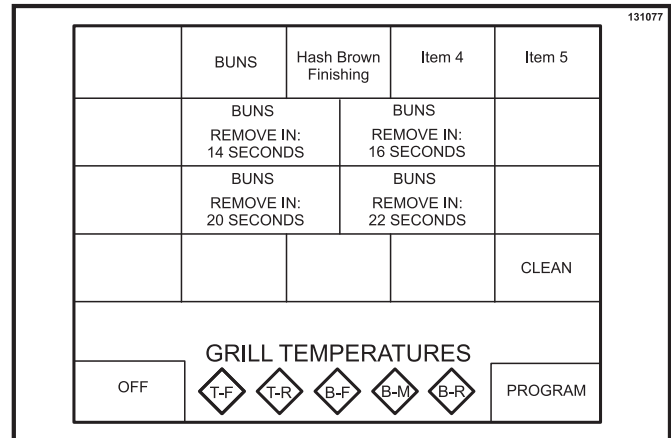 131077
BUNS
Hash Brown
Finishing
Item 4
Item 5
BUNS
REMOVE IN:
14 SECONDS
BUNS
REMOVE IN:
16 SECONDS
BUNS
REMOVE IN:
20 SECONDS
BUNS
REMOVE IN:
22 SECONDS
CLEAN
GRILL TEMPERATURES
OFF
T-F
T-R
B-F
B-M
B-R
PROGRAM